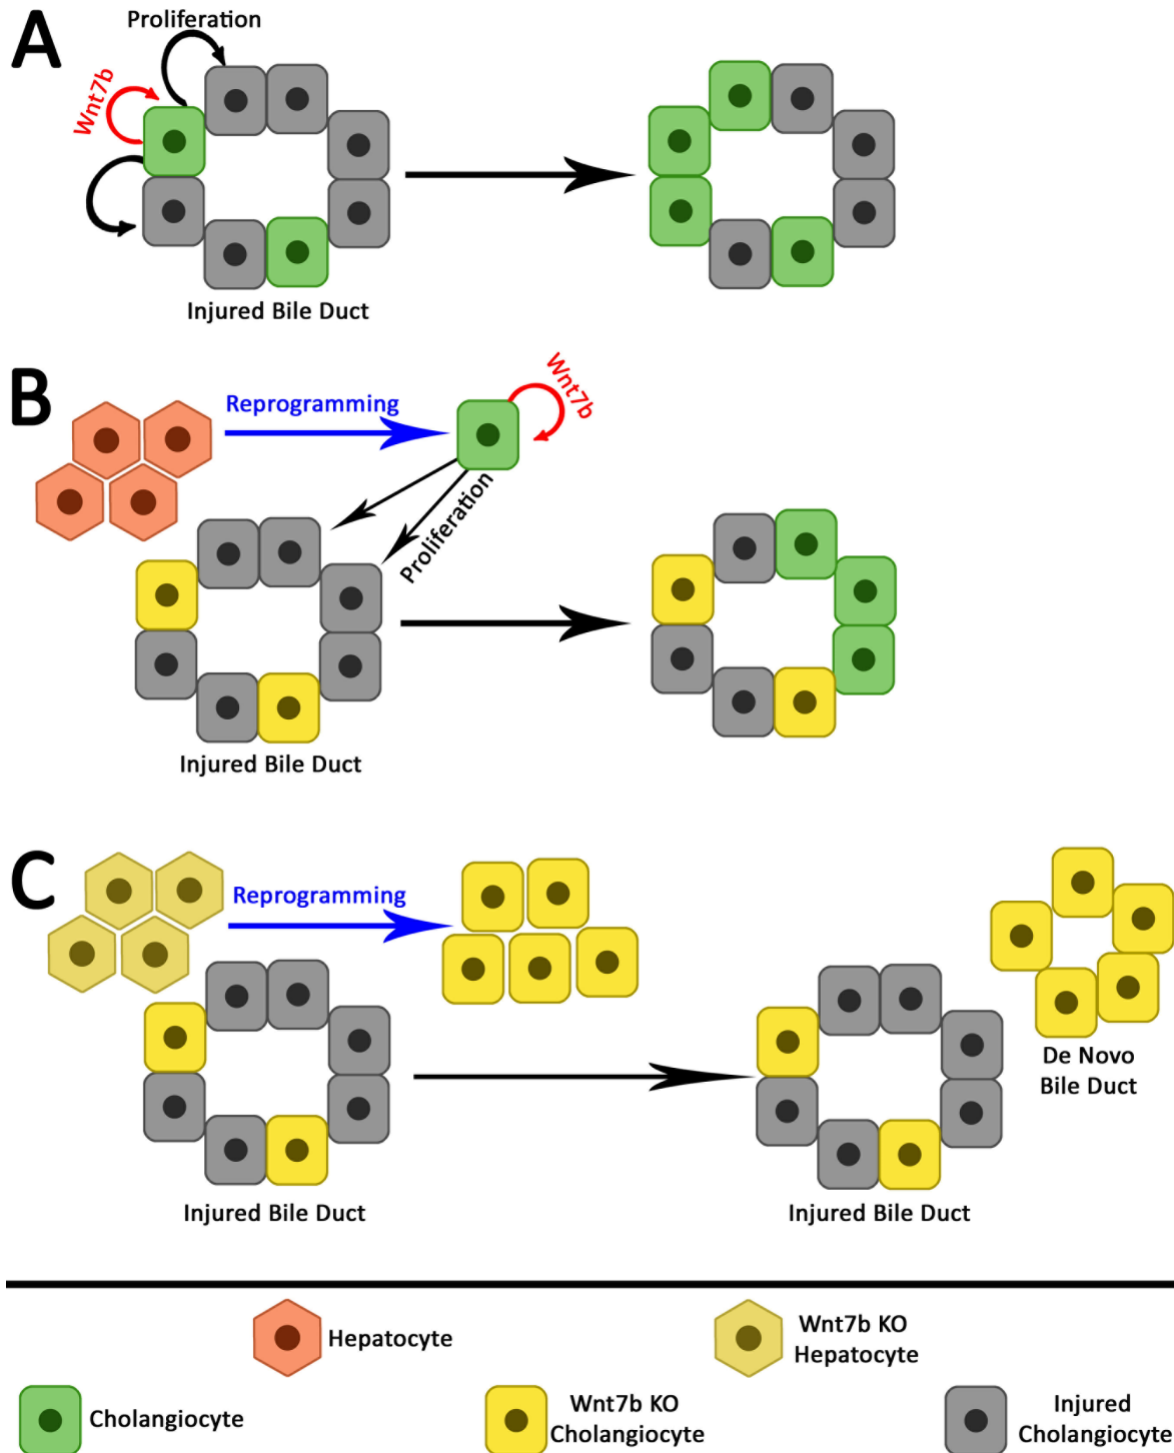 A
Proliferation
Wnt7b
Injured Bile Duct
B
Reprogramming
Wnt7b
Proliferation
Injured Bile Duct
C
Reprogramming
De Novo
Bile Duct
Injured Bile Duct
Injured Bile Duct
Hepatocyte
Wnt7b KO
Hepatocyte
Cholangiocyte
Wnt7b KO
Cholangiocyte
Injured
Cholangiocyte